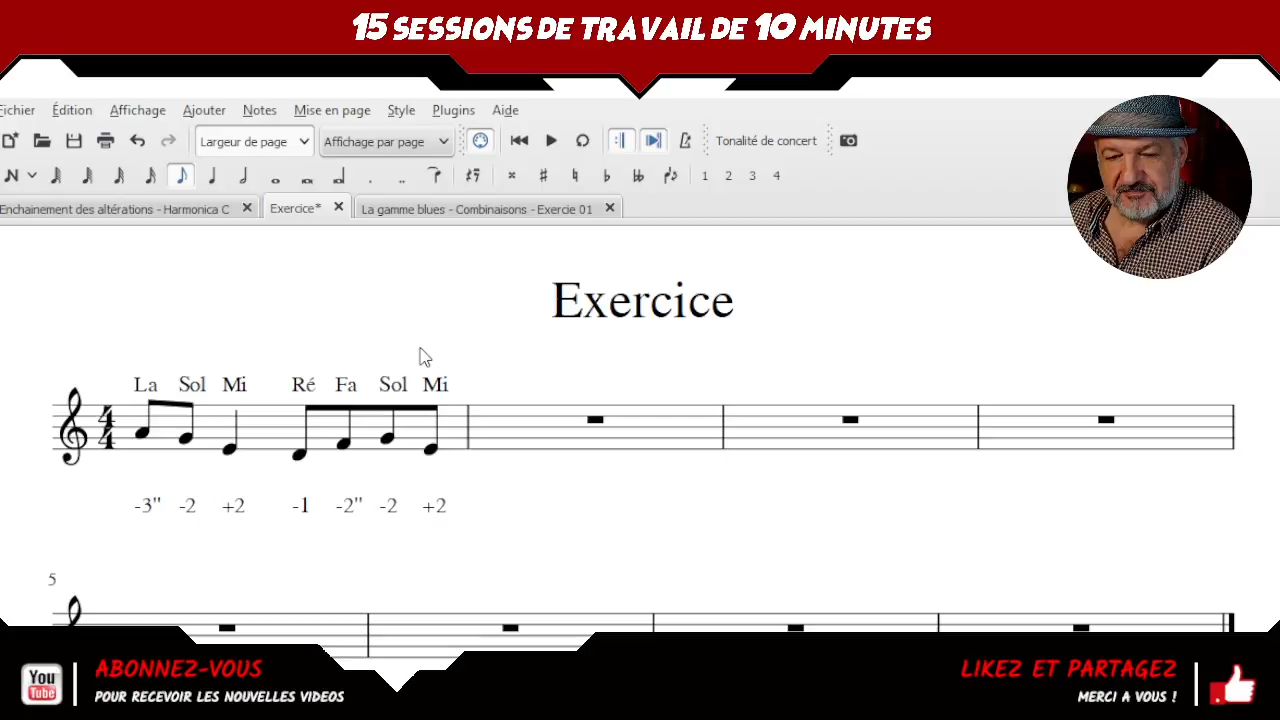 15 SESSIONS DE TRAVAIL DE 10 MINUTES
Fichier Édition Affichage Ajouter Notes Mise en page Style Plugins Aide
Largeur de page Affichage par page Tonalité de concert
1 2 3 4
Enchainement des altérations - Harmonica C Exercice* La gamme blues - Combinaisons - Exercie 01
Exercice
La Sol Mi Ré Fa Sol Mi
4
4
-3" -2 +2 -1 -2" -2 +2
5
You
Tube
ABONNEZ-VOUS
POUR RECEVOIR LES NOUVELLES VIDEOS
LIKEZ ET PARTAGEZ
MERCI A VOUS !